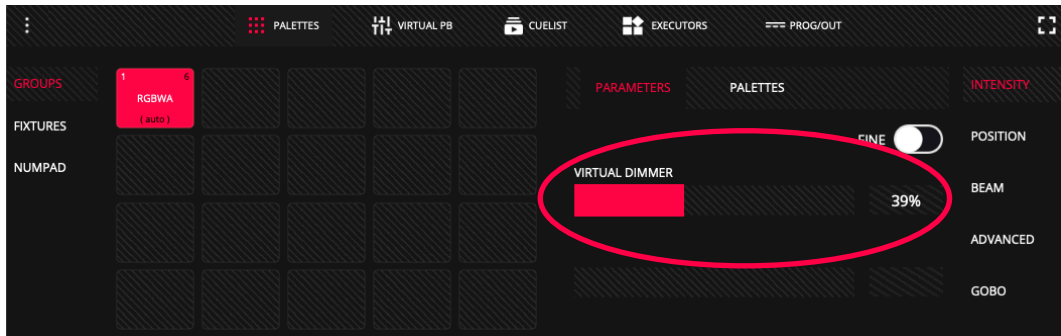 PALETTES
VIRTUAL PB
CUELIST
EXECUTORS
PROG/OUT
GROUPS
FIXTURES
NUMPAD
1 6
RGBWA
( auto )
PARAMETERS
PALETTES
FINE
VIRTUAL DIMMER
39%
INTENSITY
POSITION
BEAM
ADVANCED
GOBO